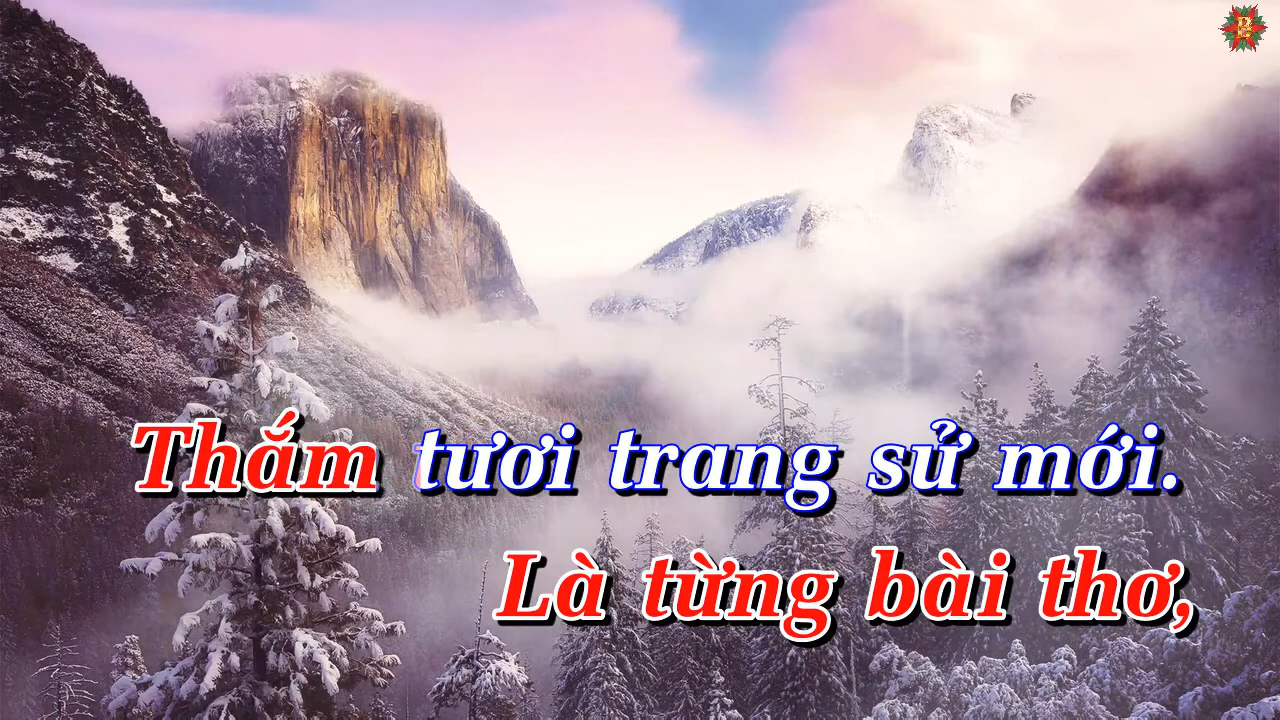 Thắm tươi trang sử mới.
Là từng bài thơ,